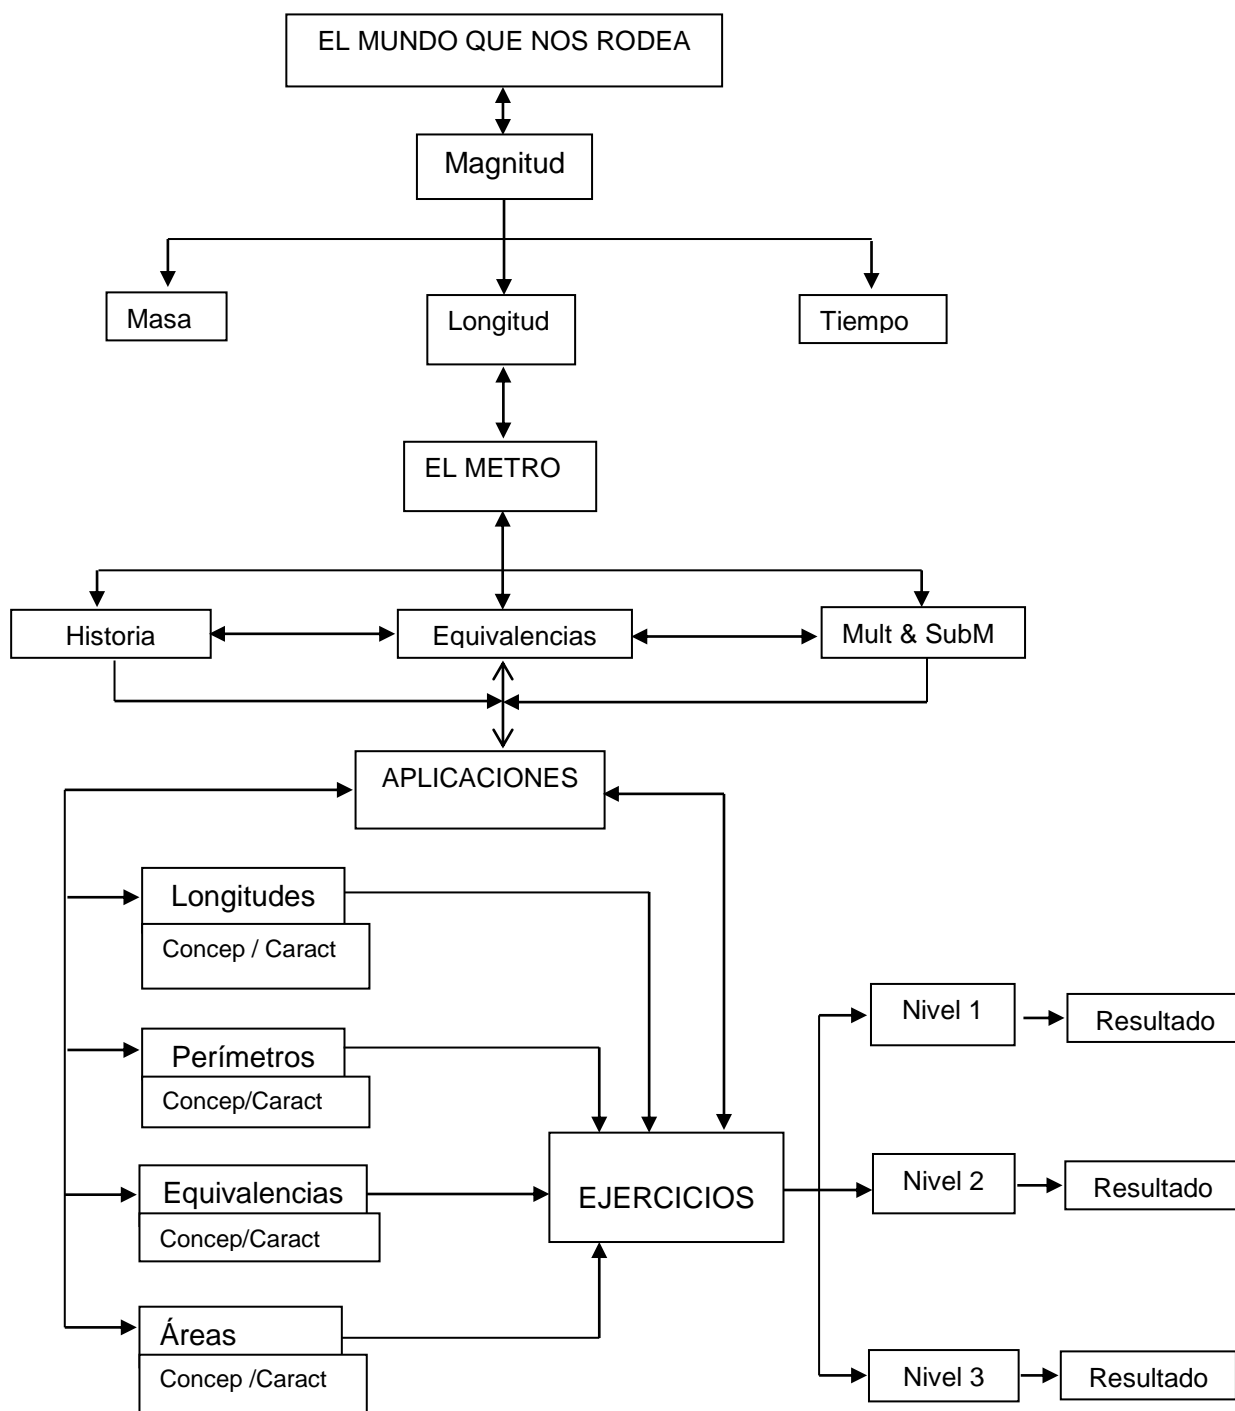 EL MUNDO QUE NOS RODEA
Magnitud
Masa
Longitud
Tiempo
EL METRO
Historia
Equivalencias
Mult & SubM
APLICACIONES
Longitudes
Concep / Caract
Perímetros
Concep/Caract
Equivalencias
Concep/Caract
Áreas
Concep /Caract
EJERCICIOS
Nivel 1
Resultado
Nivel 2
Resultado
Nivel 3
Resultado